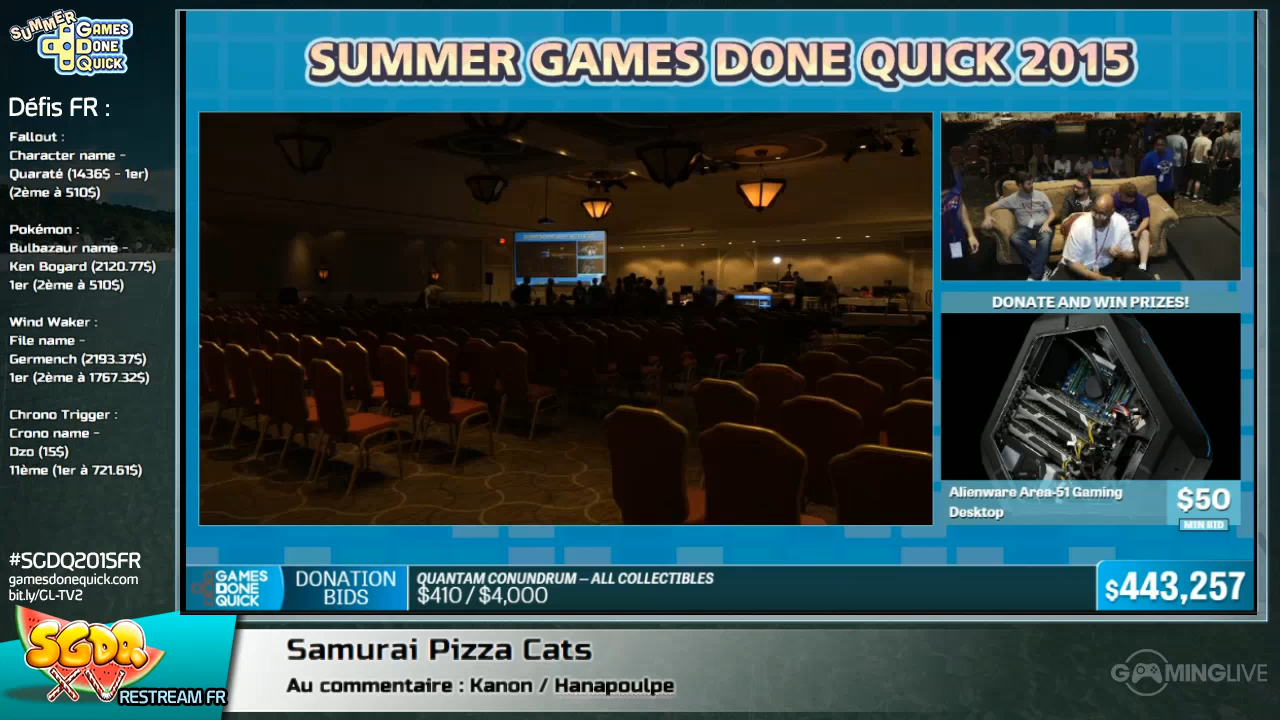 SUMMER
GAMES
DONE
QUICK
Défis FR :
Fallout :
Character name -
Quaraté (1436$ - 1er)
(2ème à 510$)
Pokémon :
Bulbazaur name -
Ken Bogard (2120.77$)
1er (2ème à 510$)
Wind Waker :
File name -
Germench (2193.37$)
1er (2ème à 1767.32$)
Chrono Trigger :
Crono name -
Dzo (15$)
11ème (1er à 721.61$)
#SGDQ2015FR
gamesdonequick.com
bit.ly/GL-TV2
SGDQ
XV
RESTREAM FR
SUMMER GAMES DONE QUICK 2015
DONATE AND WIN PRIZES!
Alienware Area-51 Gaming
Desktop
$50
MIN BID
GAMES
DONE
QUICK
DONATION
BIDS
QUANTAM CONUNDRUM – ALL COLLECTIBLES
$410 / $4,000
$443,257
Samurai Pizza Cats
Au commentaire : Kanon / Hanapoulpe
GAMINGLIVE